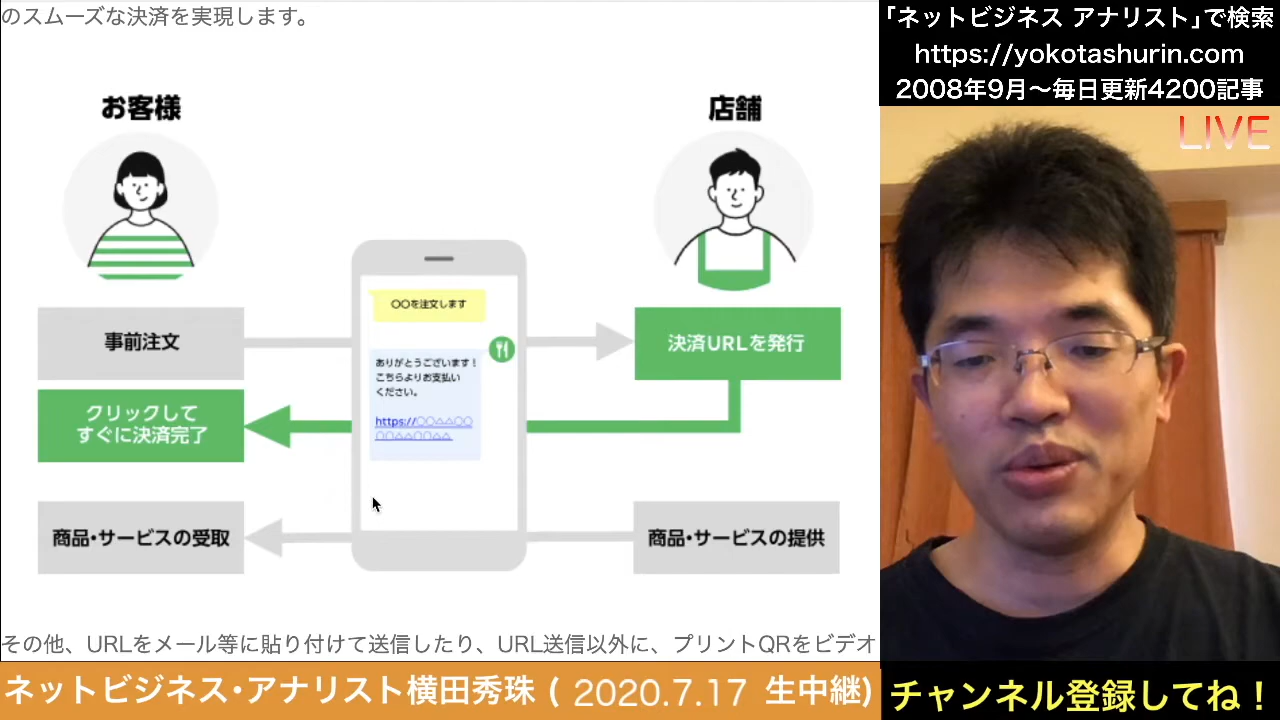 のスムーズな決済を実現します。
お客様
店舗
事前注文
〇〇を注文します
決済URLを発行
ありがとうございます！
こちらよりお支払い
ください。
https://〇〇△△〇〇
〇〇△△〇〇△△
クリックして
すぐに決済完了
商品・サービスの受取
商品・サービスの提供
その他、URLをメール等に貼り付けて送信したり、URL送信以外に、プリントQRをビデオ
「ネットビジネス アナリスト」で検索
https://yokotashurin.com
2008年9月〜毎日更新4200記事
LIVE
ネットビジネス・アナリスト横田秀珠 ( 2020.7.17 生中継)
チャンネル登録してね！